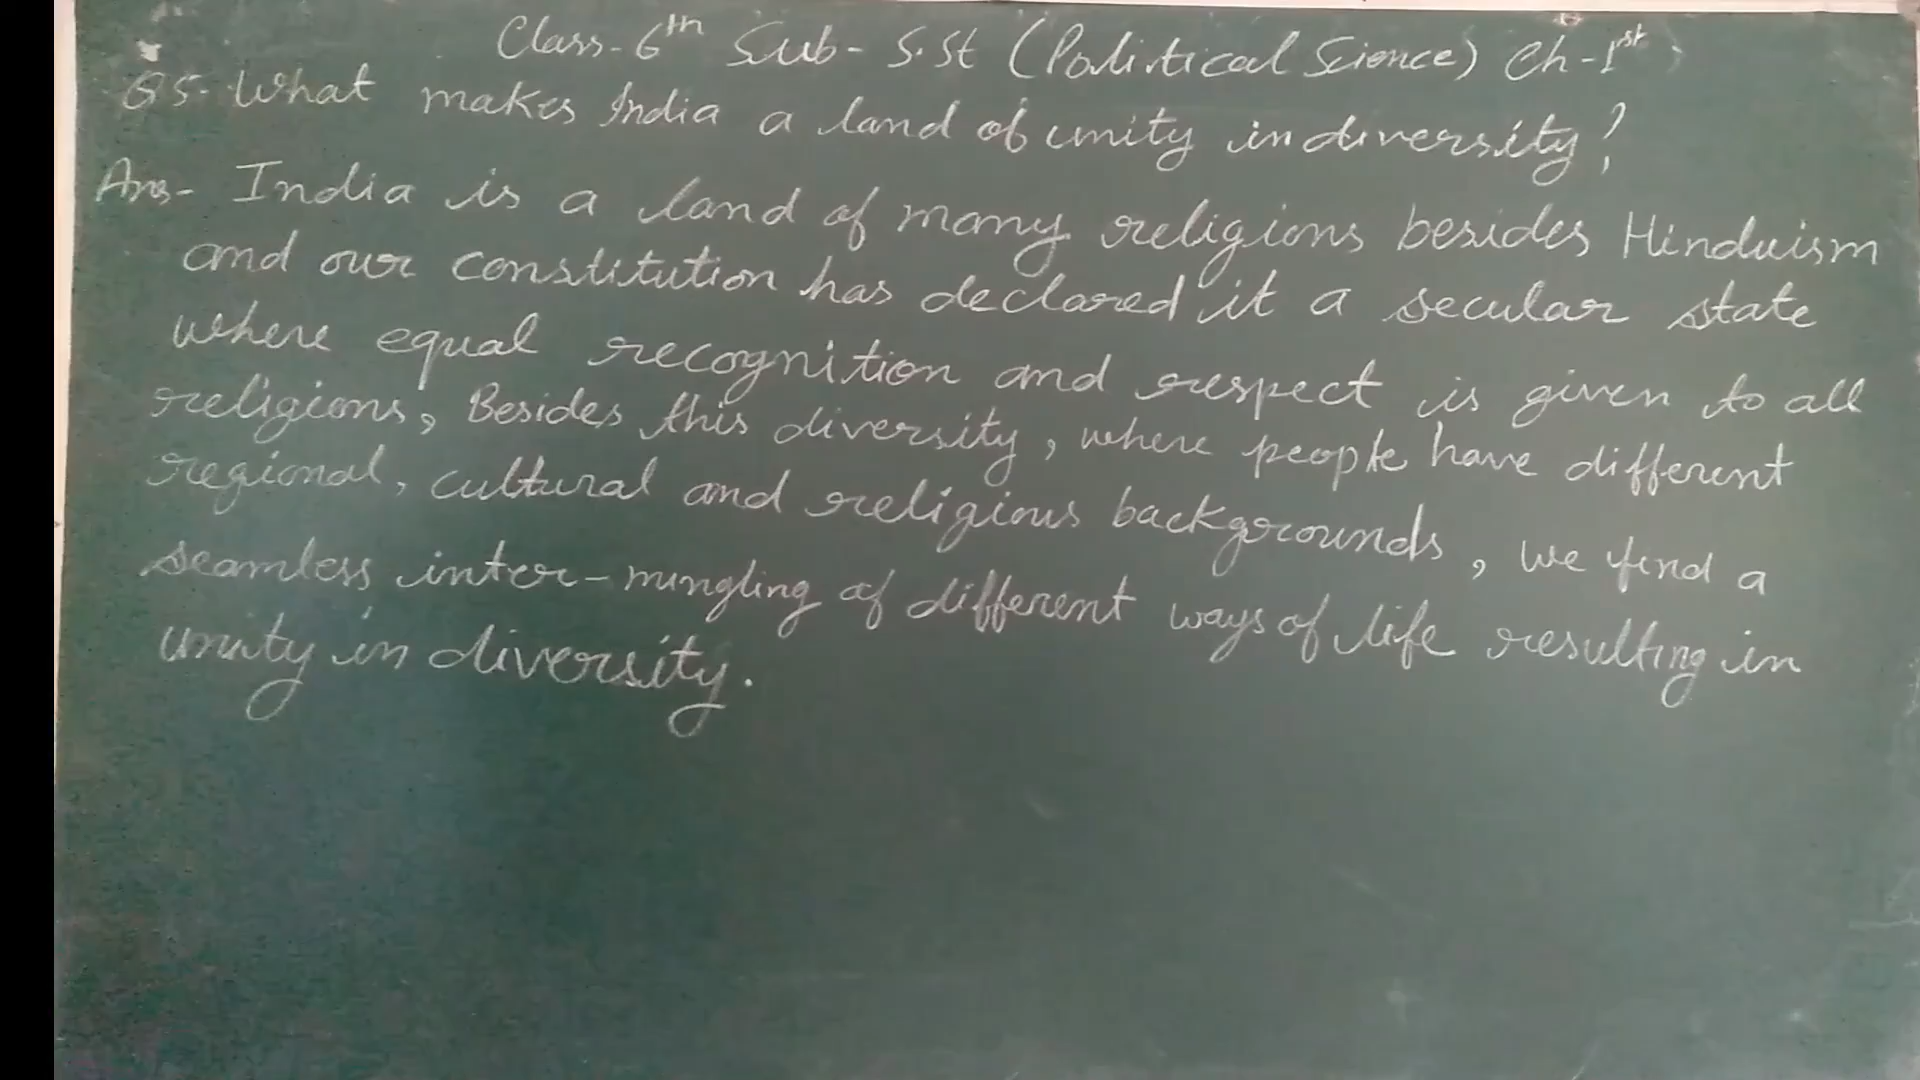 Class-6th Sub- S.St (Political Science) Ch-1st
Q5- What makes India a land of unity in diversity?
Ans- India is a land of many religions besides Hinduism
and our constitution has declared it a secular state
where equal recognition and respect is given to all
religions, Besides this diversity, where people have different
regional, cultural and religious backgrounds, we find a
seamless inter-mingling of different ways of life resulting in
unity in diversity.